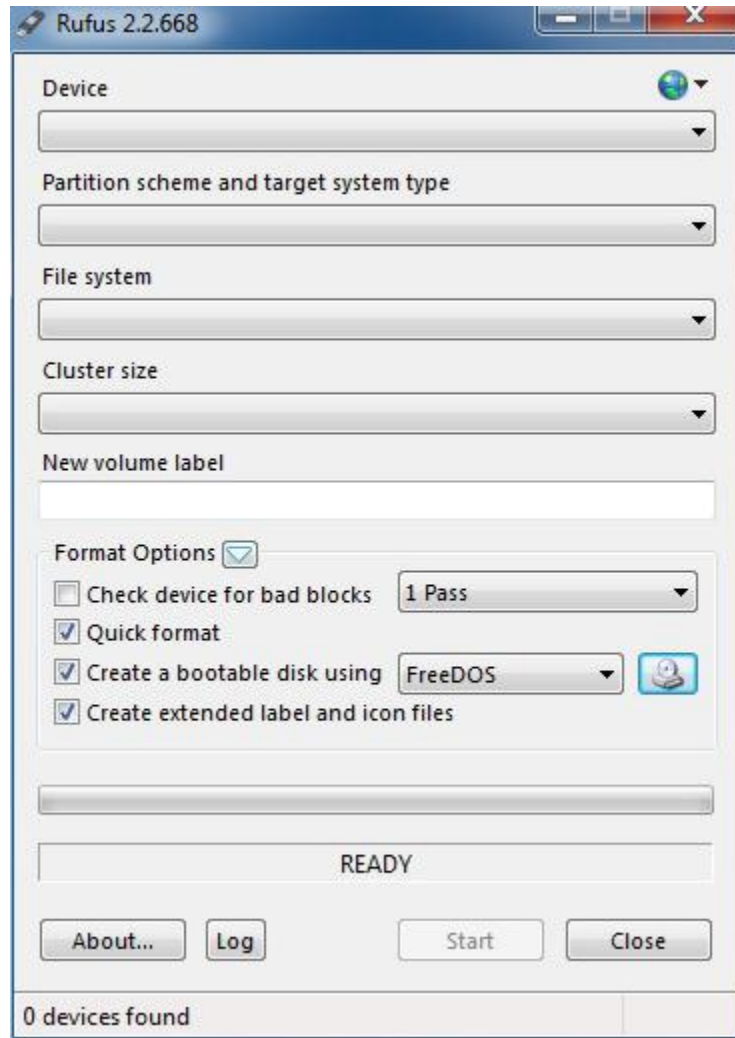 Rufus 2.2.668
Device
Partition scheme and target system type
File system
Cluster size
New volume label
Format Options
Check device for bad blocks 1 Pass
Quick format
Create a bootable disk using FreeDOS
Create extended label and icon files
READY
About... Log Start Close
0 devices found